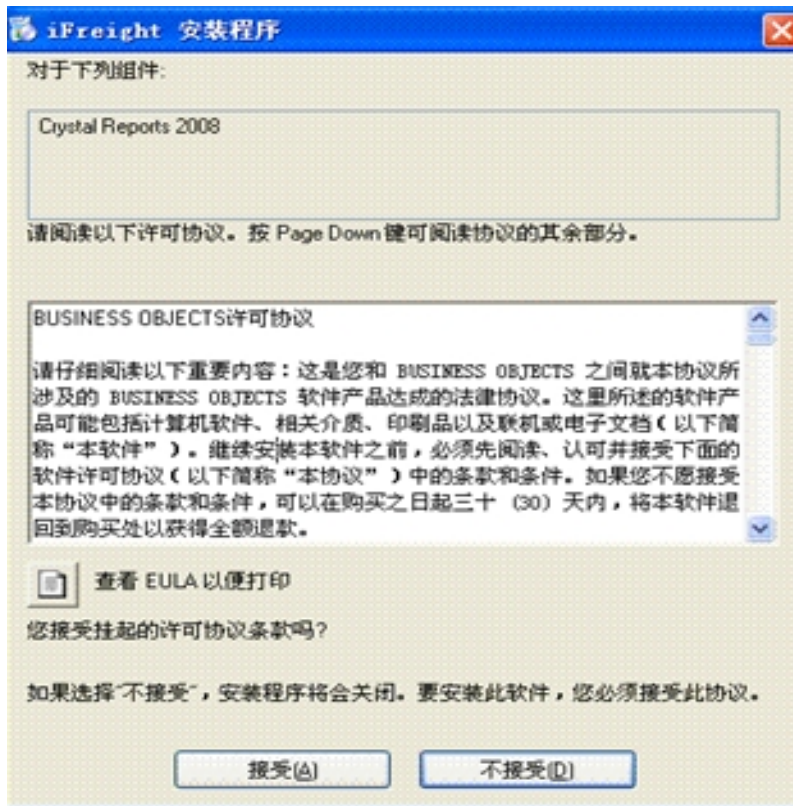 iFreight 安装程序
对于下列组件:
Crystal Reports 2008
请阅读以下许可协议。按 Page Down 键可阅读协议的其余部分。
BUSINESS OBJECTS许可协议
请仔细阅读以下重要内容：这是您和 BUSINESS OBJECTS 之间就本协议所
涉及的 BUSINESS OBJECTS 软件产品达成的法律协议。这里所述的软件产
品可能包括计算机软件、相关介质、印刷品以及联机或电子文档(以下简
称“本软件”)。继续安装本软件之前，必须先阅读、认可并接受下面的
软件许可协议(以下简称“本协议”)中的条款和条件。如果您不愿接受
本协议中的条款和条件，可以在购买之日起三十 (30) 天内，将本软件退
回到购买处以获得全额退款。
查看 EULA 以便打印
您接受挂起的许可协议条款吗?
如果选择“不接受”，安装程序将会关闭。要安装此软件，您必须接受此协议。
接受(A)
不接受(D)